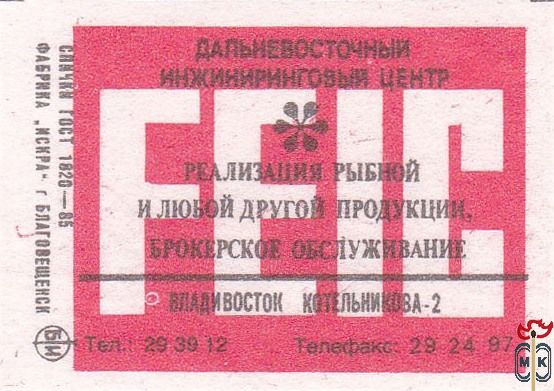 СПИЧКИ ГОСТ 1820—85
ФАБРИКА „ИСКРА“ г БЛАГОВЕЩЕНСК
БИ
FEIC
ДАЛЬНЕВОСТОЧНЫЙ
ИНЖИНИРИНГОВЫЙ ЦЕНТР
РЕАЛИЗАЦИЯ РЫБНОЙ
И ЛЮБОЙ ДРУГОЙ ПРОДУКЦИИ,
БРОКЕРСКОЕ ОБСЛУЖИВАНИЕ
ВЛАДИВОСТОК КОТЕЛЬНИКОВА-2
Тел.: 29 39 12 Телефакс: 29 24 97
МК